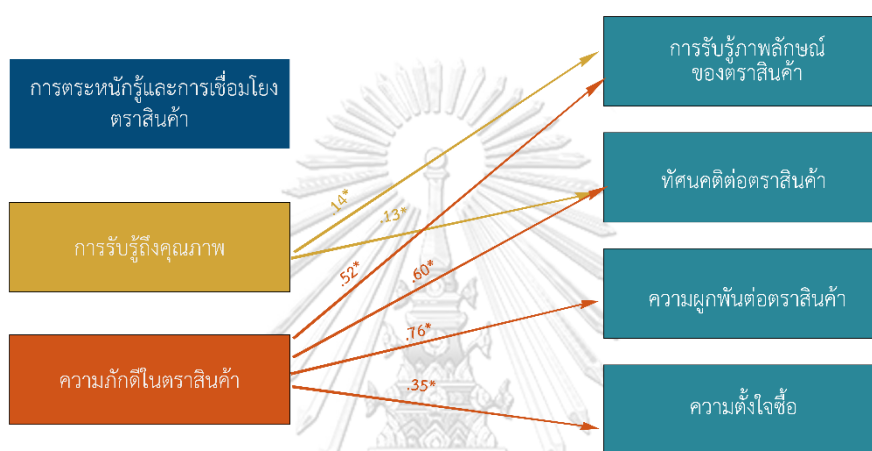 การรับรู้ภาพลักษณ์
ของตราสินค้า
การตระหนักรู้และการเชื่อมโยง
ตราสินค้า
ทัศนคติต่อตราสินค้า
.14*
.13*
การรับรู้ถึงคุณภาพ
.52*
.60*
ความผูกพันต่อตราสินค้า
.76*
ความภักดีในตราสินค้า
.35*
ความตั้งใจซื้อ